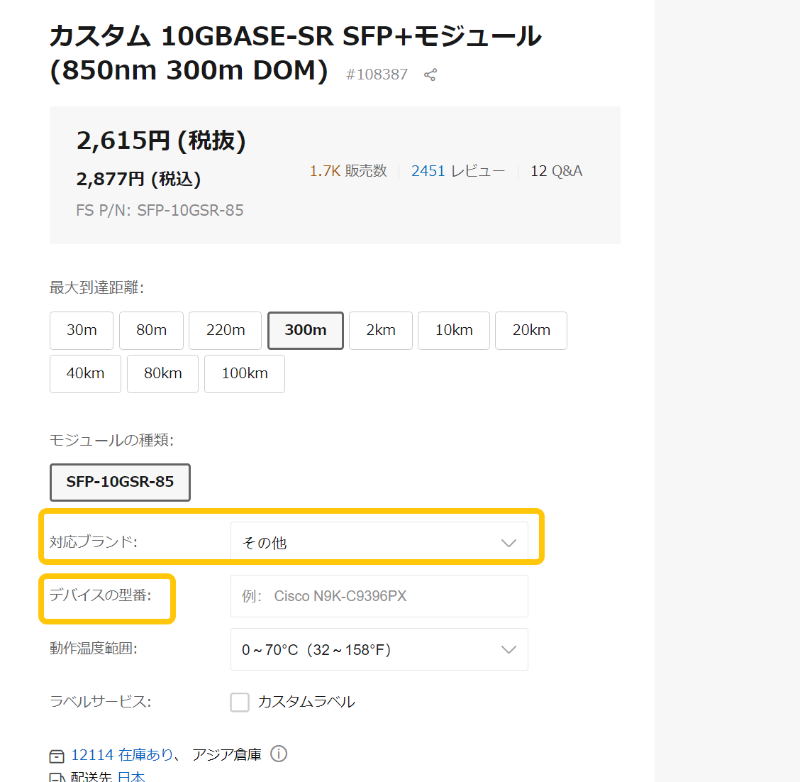 カスタム 10GBASE-SR SFP+モジュール
(850nm 300m DOM) #108387
2,615円 (税抜)
2,877円 (税込)
1.7K 販売数 2451 レビュー 12 Q&A
FS P/N: SFP-10GSR-85
最大到達距離:
30m 80m 220m 300m 2km 10km 20km
40km 80km 100km
モジュールの種類:
SFP-10GSR-85
対応ブランド: その他
デバイスの型番: 例: Cisco N9K-C9396PX
動作温度範囲: 0~70°C（32~158°F）
ラベルサービス: カスタムラベル
12114 在庫あり、 アジア倉庫
配送先 日本